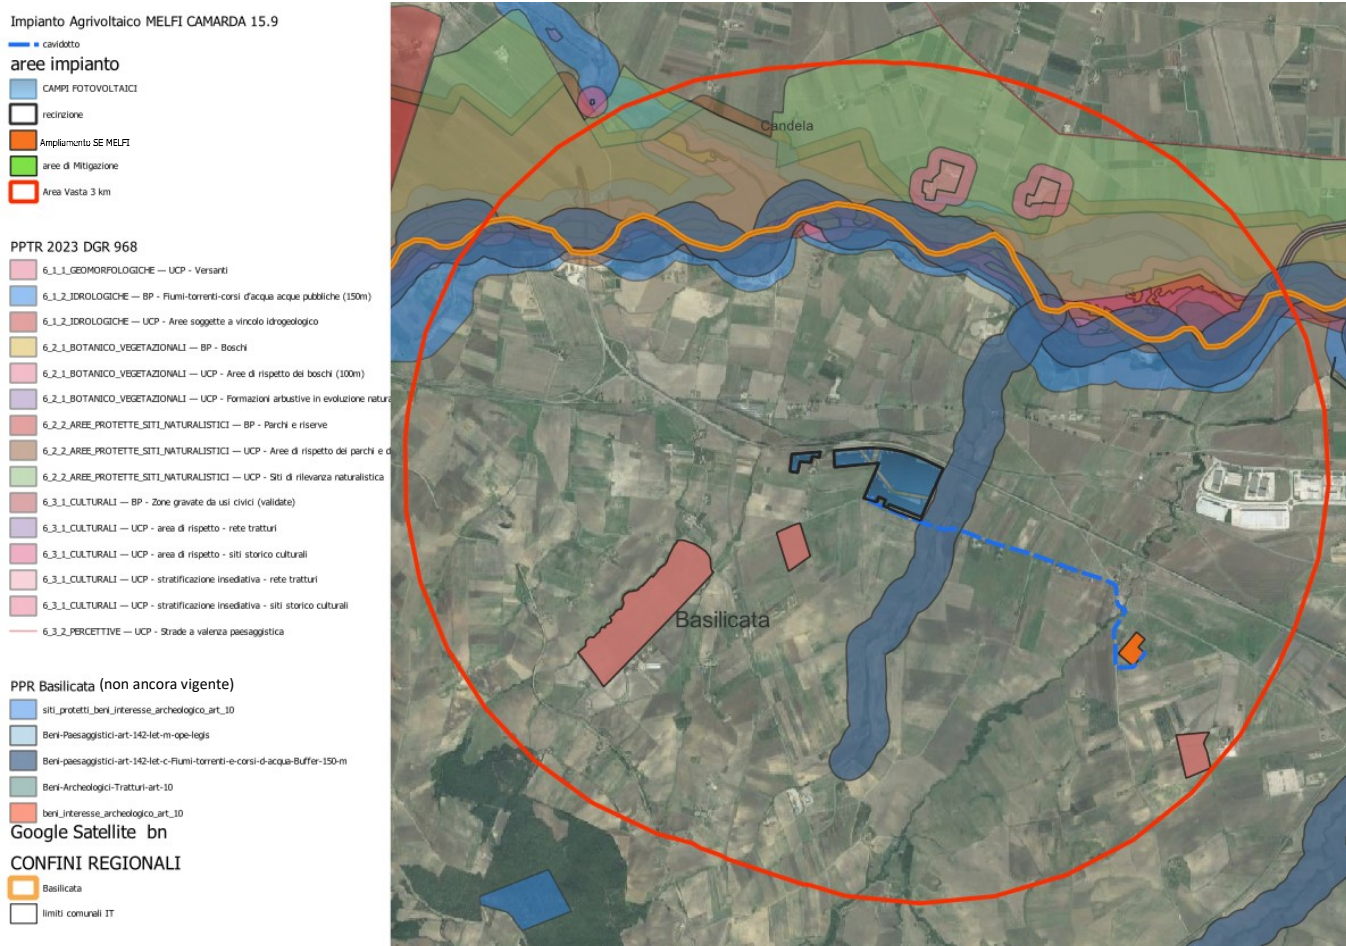 Impianto Agrivoltaico MELFI CAMARDA 15.9
cavidotto
aree impianto
CAMPI FOTOVOLTAICI
recinzione
Ampliamento SE MELFI
aree di Mitigazione
Area Vasta 3 km
PPTR 2023 DGR 968
6_1_1_GEOMORFOLOGICHE — UCP - Versanti
6_1_2_IDROLOGICHE — BP - Fiumi-torrenti-corsi d'acqua acque pubbliche (150m)
6_1_2_IDROLOGICHE — UCP - Aree soggette a vincolo idrogeologico
6_2_1_BOTANICO_VEGETAZIONALI — BP - Boschi
6_2_1_BOTANICO_VEGETAZIONALI — UCP - Aree di rispetto dei boschi (100m)
6_2_1_BOTANICO_VEGETAZIONALI — UCP - Formazioni arbustive in evoluzione natura
6_2_2_AREE_PROTETTE_SITI_NATURALISTICI — BP - Parchi e riserve
6_2_2_AREE_PROTETTE_SITI_NATURALISTICI — UCP - Aree di rispetto dei parchi e d
6_2_2_AREE_PROTETTE_SITI_NATURALISTICI — UCP - Siti di rilevanza naturalistica
6_3_1_CULTURALI — BP - Zone gravate da usi civici (validate)
6_3_1_CULTURALI — UCP - area di rispetto - rete tratturi
6_3_1_CULTURALI — UCP - area di rispetto - siti storico culturali
6_3_1_CULTURALI — UCP - stratificazione insediativa - rete tratturi
6_3_1_CULTURALI — UCP - stratificazione insediativa - siti storico culturali
6_3_2_PERCETTIVE — UCP - Strade a valenza paesaggistica
PPR Basilicata (non ancora vigente)
siti_protetti_beni_interesse_archeologico_art_10
Beni-Paesaggistici-art-142-let-m-ope-legis
Beni-paesaggistici-art-142-let-c-Fiumi-torrenti-e-corsi-d-acqua-Buffer-150-m
Beni-Archeologici-Tratturi-art-10
beni_interesse_archeologico_art_10
Google Satellite bn
CONFINI REGIONALI
Basilicata
limiti comunali IT
Candela
Basilicata